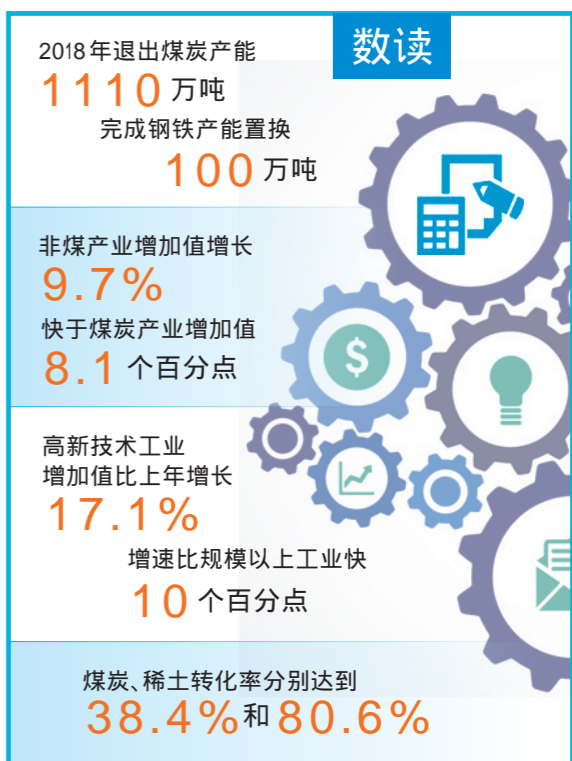 数读
2018年退出煤炭产能
1110万吨
完成钢铁产能置换
100万吨
非煤产业增加值增长
9.7%
快于煤炭产业增加值
8.1个百分点
高新技术工业
增加值比上年增长
17.1%
增速比规模以上工业快
10个百分点
煤炭、稀土转化率分别达到
38.4%和80.6%